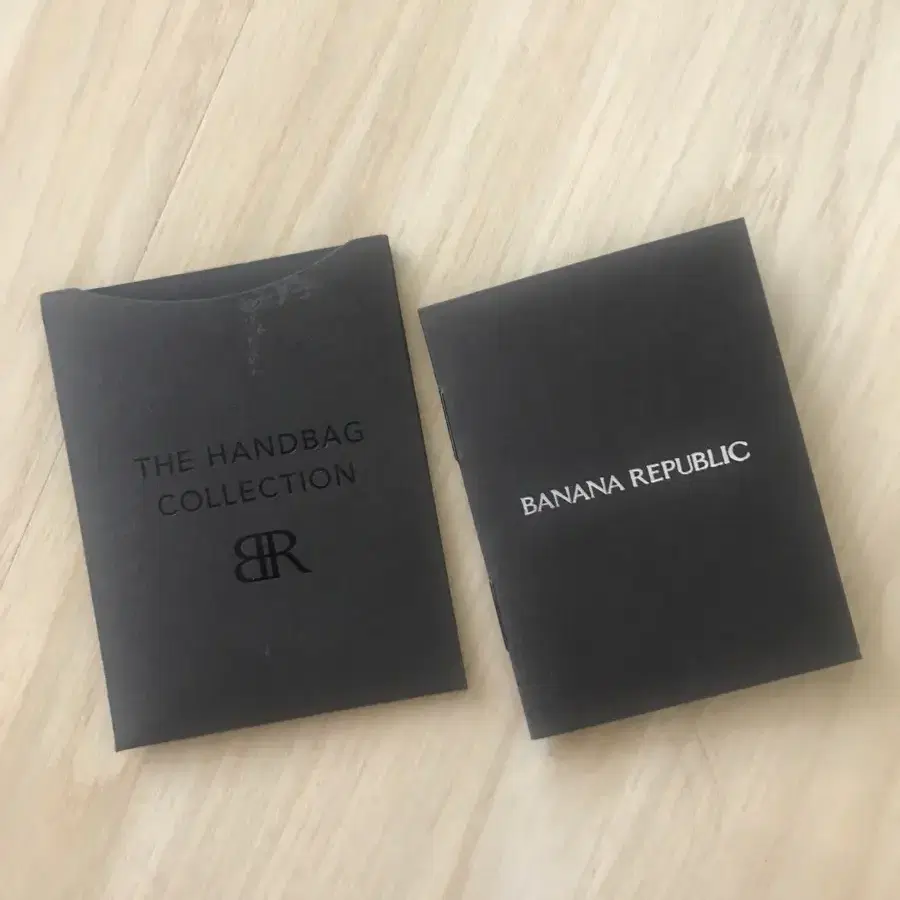 THE HANDBAG
COLLECTION
BR
BANANA REPUBLIC